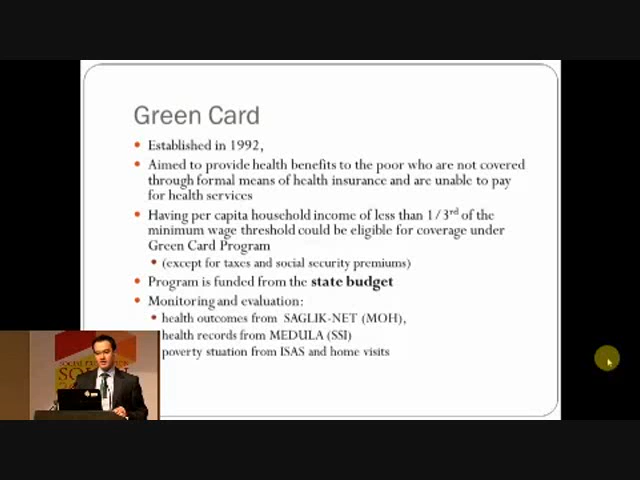 Green Card
Established in 1992,
Aimed to provide health benefits to the poor who are not covered
through formal means of health insurance and are unable to pay
for health services
Having per capita household income of less than 1/3rd of the
minimum wage threshold could be eligible for coverage under
Green Card Program
(except for taxes and social security premiums)
Program is funded from the state budget
Monitoring and evaluation:
health outcomes from SAGLIK-NET (MOH),
health records from MEDULA (SSI)
poverty stuation from ISAS and home visits